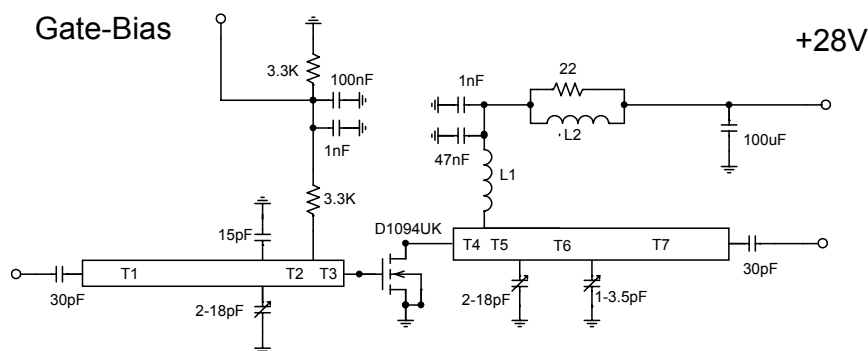 Gate-Bias
+28V
3.3K
100nF
1nF
3.3K
15pF
T1
T2
T3
30pF
2-18pF
D1094UK
1nF
22
L2
47nF
L1
100uF
T4
T5
T6
T7
30pF
2-18pF
1-3.5pF